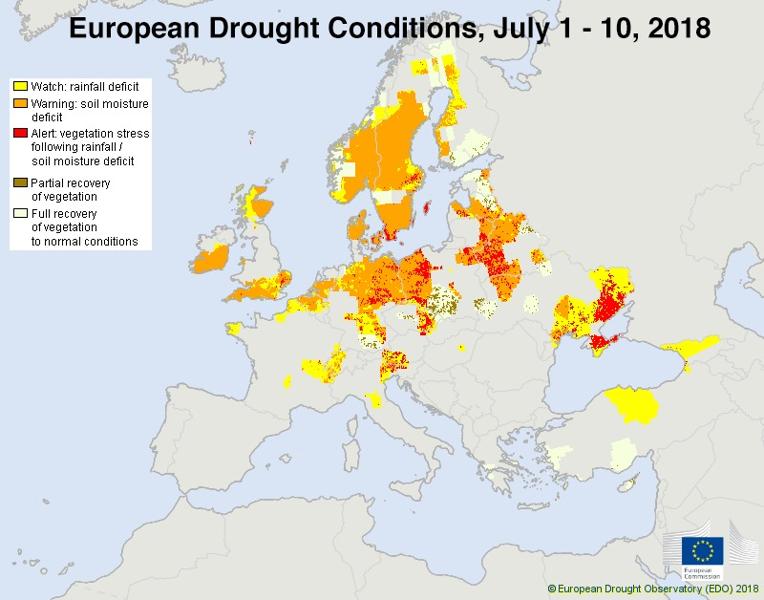 European Drought Conditions, July 1 - 10, 2018
Watch: rainfall deficit
Warning: soil moisture
deficit
Alert: vegetation stress
following rainfall /
soil moisture deficit
Partial recovery
of vegetation
Full recovery
of vegetation
to normal conditions
European
Commission
© European Drought Observatory (EDO) 2018